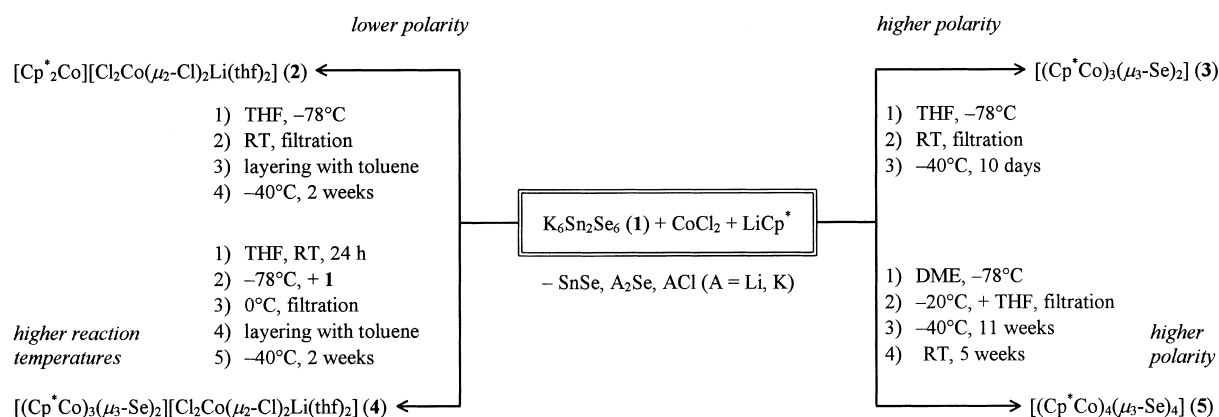 lower polarity
higher polarity
[Cp*2Co][Cl2Co(μ2-Cl)2Li(thf)2] (2)
[(Cp*Co)3(μ3-Se)2] (3)
1) THF, –78°C
2) RT, filtration
3) layering with toluene
4) –40°C, 2 weeks
1) THF, –78°C
2) RT, filtration
3) –40°C, 10 days
K6Sn2Se6 (1) + CoCl2 + LiCp*
– SnSe, A2Se, ACl (A = Li, K)
1) THF, RT, 24 h
2) –78°C, + 1
3) 0°C, filtration
4) layering with toluene
5) –40°C, 2 weeks
higher reaction
temperatures
1) DME, –78°C
2) –20°C, + THF, filtration
3) –40°C, 11 weeks
4) RT, 5 weeks
higher
polarity
[(Cp*Co)3(μ3-Se)2][Cl2Co(μ2-Cl)2Li(thf)2] (4)
[(Cp*Co)4(μ3-Se)4] (5)